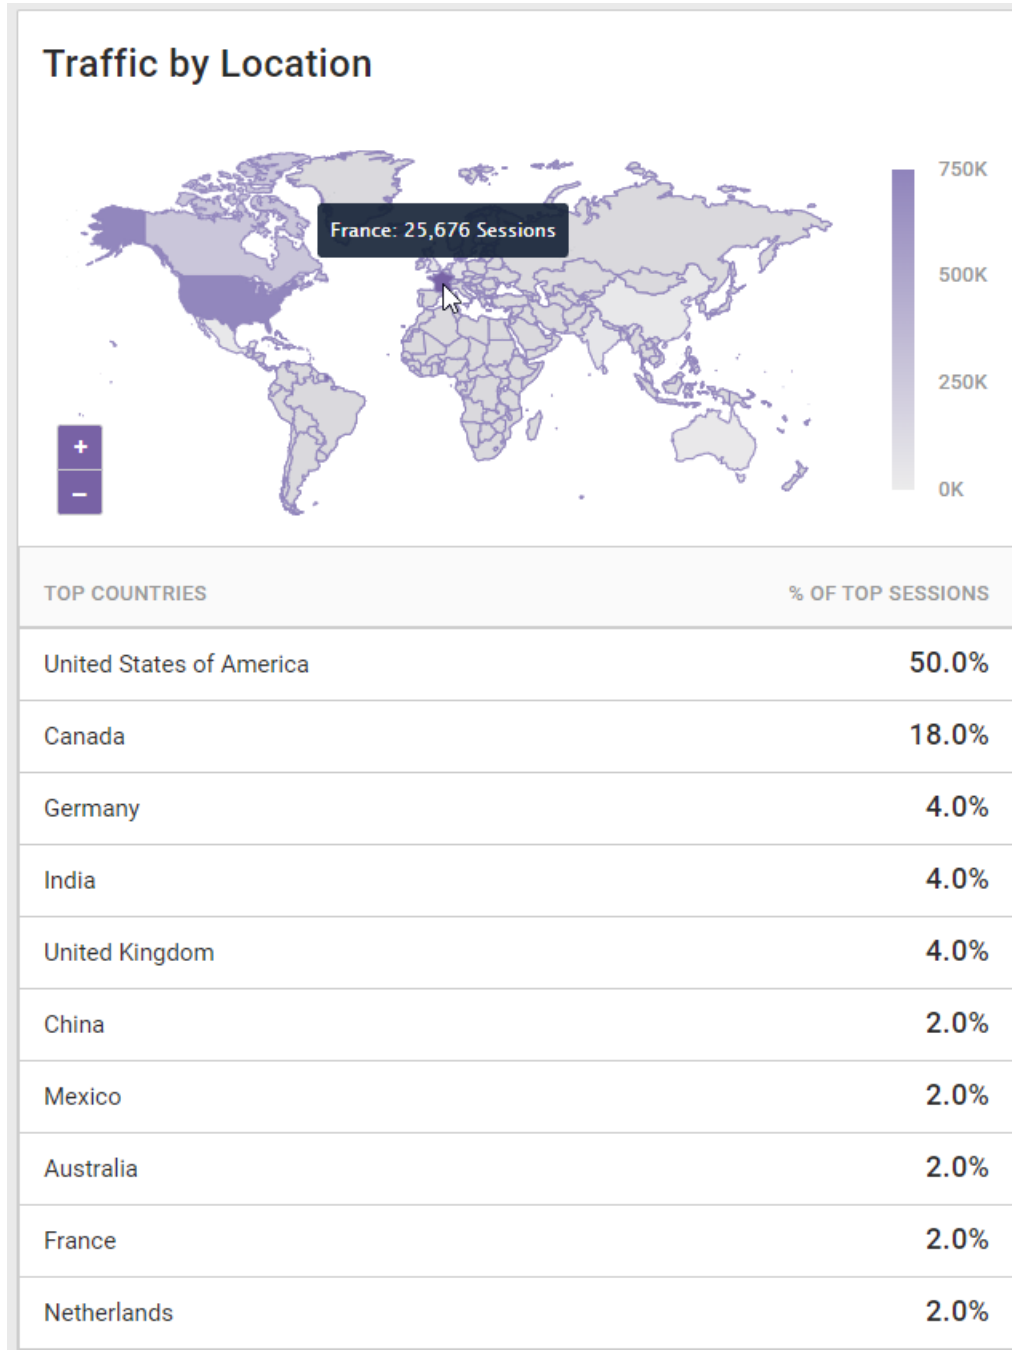 Traffic by Location
France: 25,676 Sessions
750K
500K
250K
0K
+
−
TOP COUNTRIES % OF TOP SESSIONS
United States of America 50.0%
Canada 18.0%
Germany 4.0%
India 4.0%
United Kingdom 4.0%
China 2.0%
Mexico 2.0%
Australia 2.0%
France 2.0%
Netherlands 2.0%